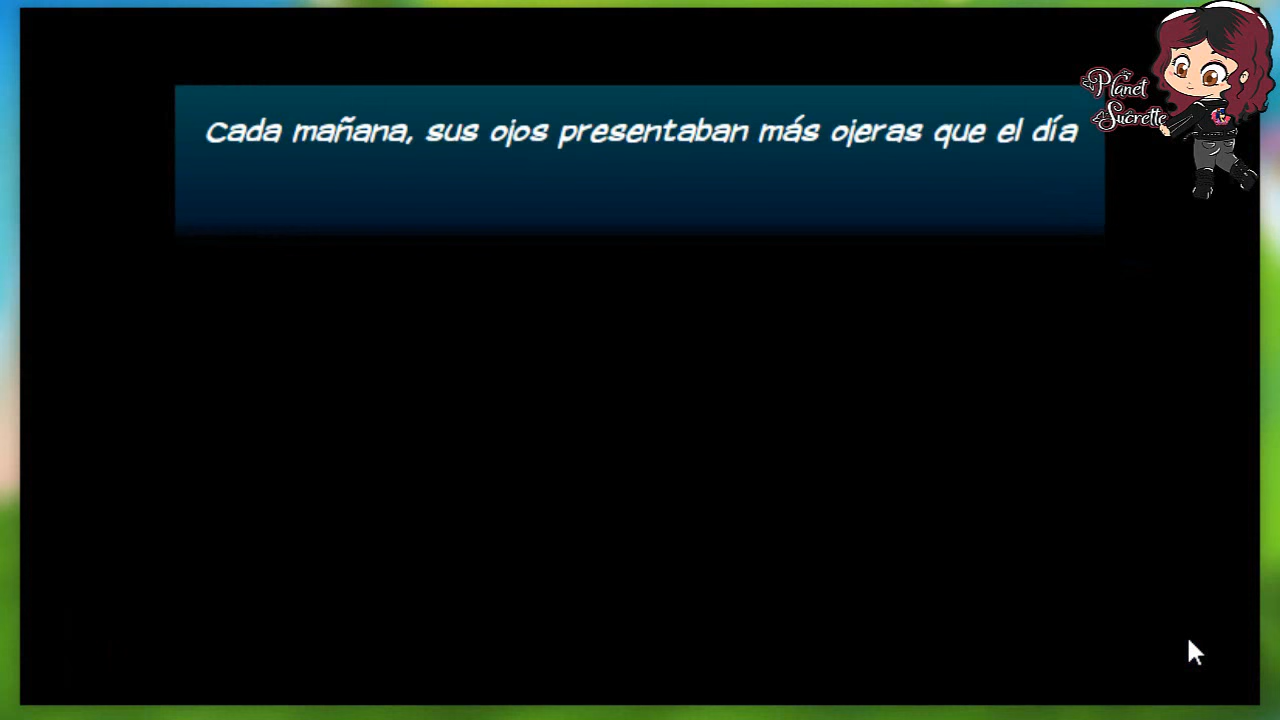 Cada mañana, sus ojos presentaban más ojeras que el día
Planet
Sucrette